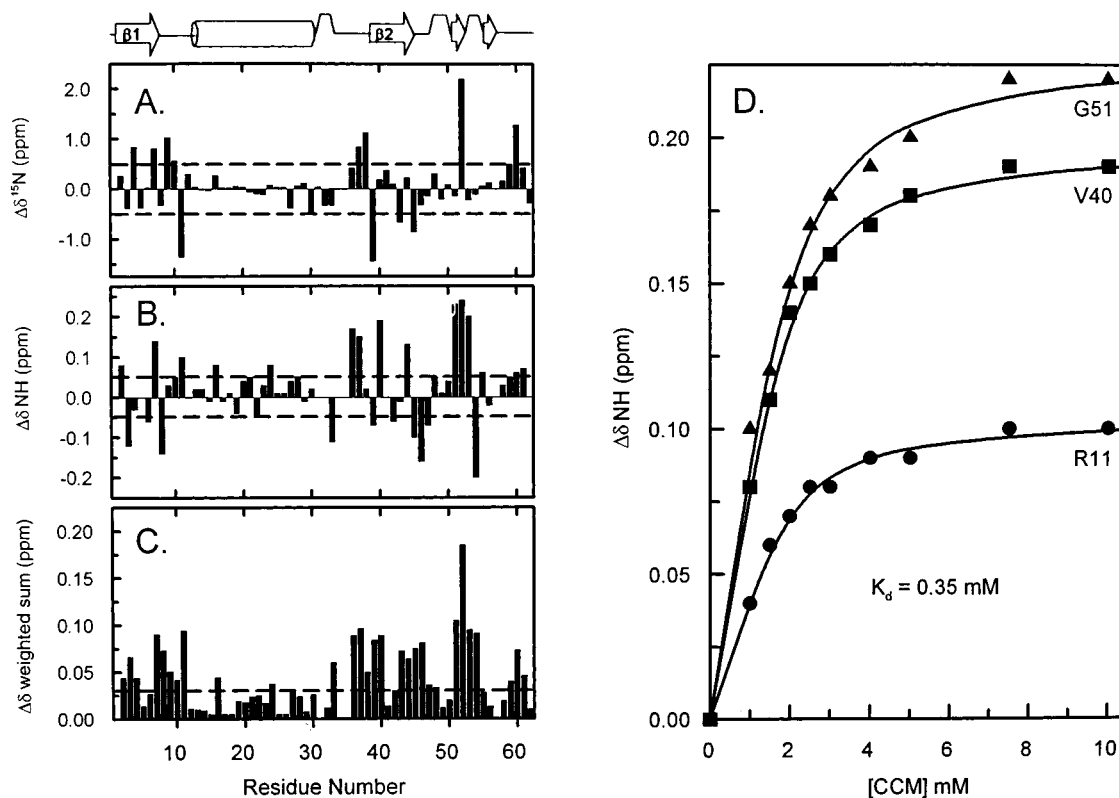 β1
β2
A.
Δδ ¹⁵N (ppm)
2.0
1.0
0.0
-1.0
B.
Δδ NH (ppm)
0.2
0.1
0.0
-0.1
-0.2
C.
Δδ weighted sum (ppm)
0.20
0.15
0.10
0.05
0.00
10 20 30 40 50 60
Residue Number
D.
Δδ NH (ppm)
0.20
0.15
0.10
0.05
0.00
G51
V40
R11
K_d = 0.35 mM
0 2 4 6 8 10
[CCM] mM